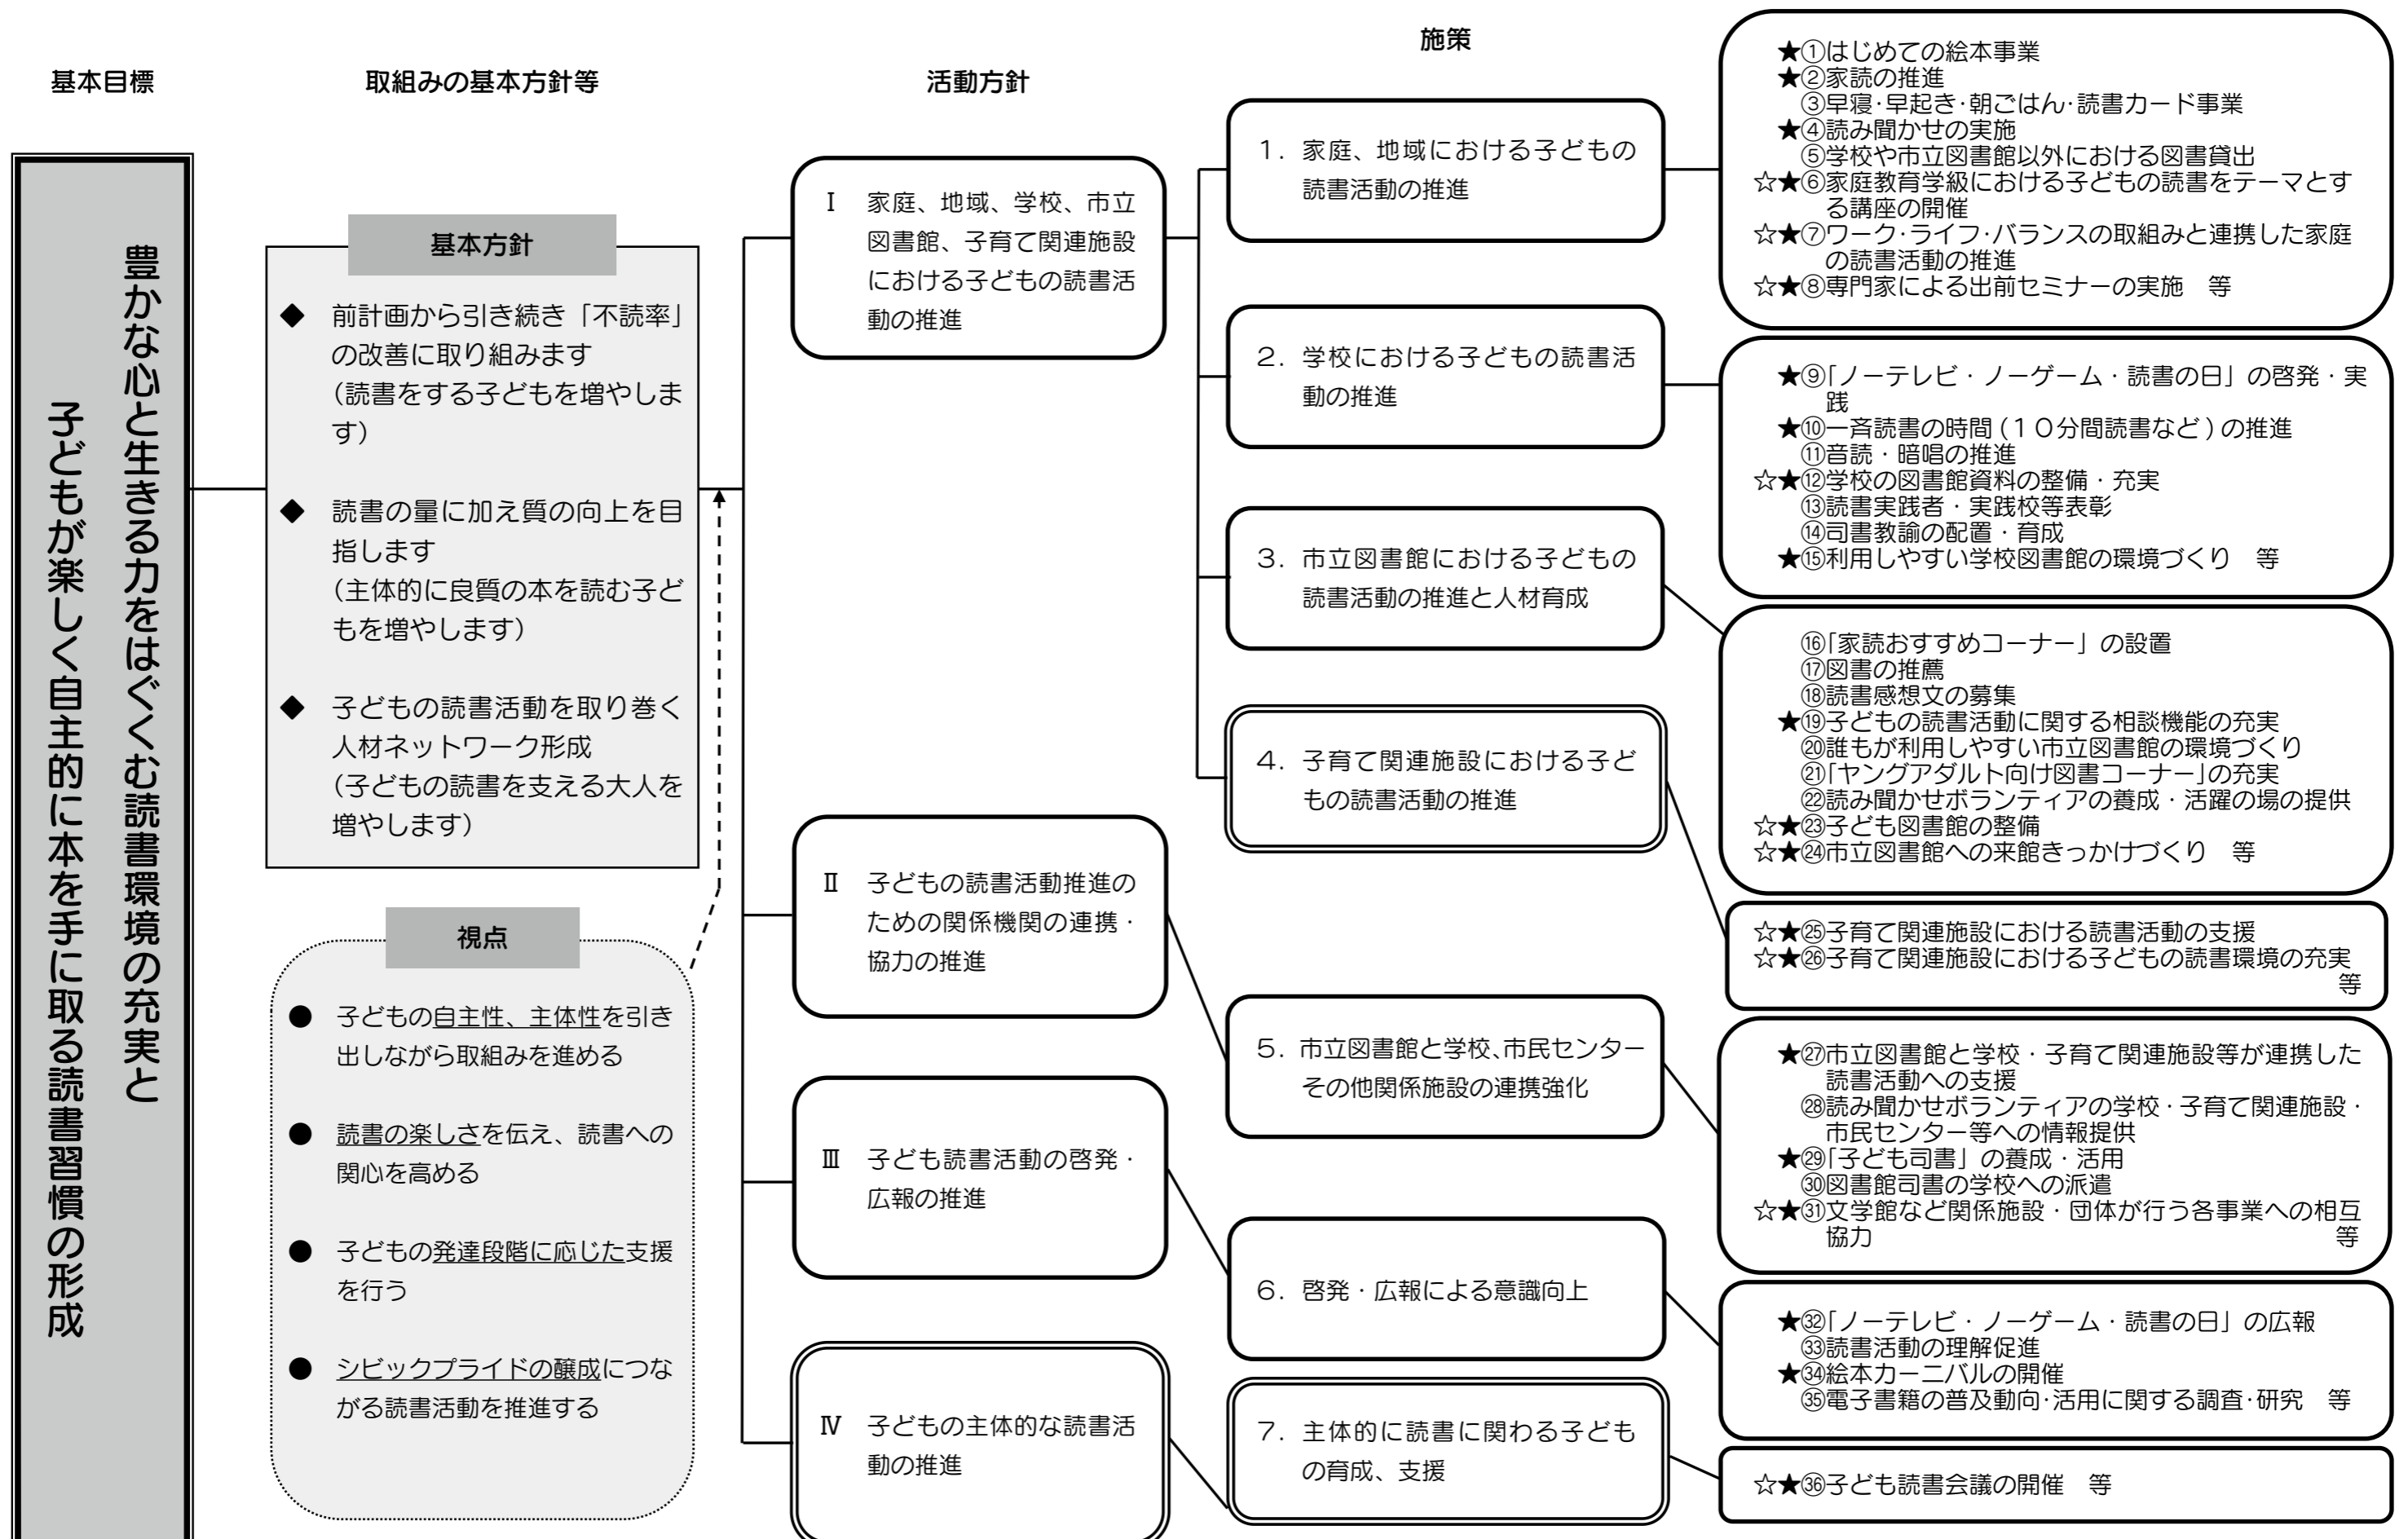 基本目標
取組みの基本方針等
活動方針
施策
豊かな心と生きる力をはぐくむ読書環境の充実と
子どもが楽しく自主的に本を手に取る読書習慣の形成
基本方針
◆ 前計画から引き続き「不読率」
の改善に取り組みます
(読書をする子どもを増やしま
す)
◆ 読書の量に加え質の向上を目
指します
(主体的に良質の本を読む子ど
もを増やします)
◆ 子どもの読書活動を取り巻く
人材ネットワーク形成
(子どもの読書を支える大人を
増やします)
視点
● 子どもの自主性、主体性を引き
出しながら取組みを進める
● 読書の楽しさを伝え、読書への
関心を高める
● 子どもの発達段階に応じた支援
を行う
● シビックプライドの醸成につな
がる読書活動を推進する
Ⅰ 家庭、地域、学校、市立
図書館、子育て関連施設
における子どもの読書活
動の推進
Ⅱ 子どもの読書活動推進の
ための関係機関の連携・
協力の推進
Ⅲ 子ども読書活動の啓発・
広報の推進
Ⅳ 子どもの主体的な読書活
動の推進
1. 家庭、地域における子どもの
読書活動の推進
2. 学校における子どもの読書活
動の推進
3. 市立図書館における子どもの
読書活動の推進と人材育成
4. 子育て関連施設における子ど
もの読書活動の推進
5. 市立図書館と学校、市民センター
その他関係施設の連携強化
6. 啓発・広報による意識向上
7. 主体的に読書に関わる子ども
の育成、支援
★①はじめての絵本事業
★②家読の推進
③早寝・早起き・朝ごはん・読書カード事業
★④読み聞かせの実施
⑤学校や市立図書館以外における図書貸出
☆★⑥家庭教育学級における子どもの読書をテーマとす
る講座の開催
☆★⑦ワーク・ライフ・バランスの取組みと連携した家庭
の読書活動の推進
☆★⑧専門家による出前セミナーの実施 等
★⑨「ノーテレビ・ノーゲーム・読書の日」の啓発・実
践
★⑩一斉読書の時間(10分間読書など)の推進
⑪音読・暗唱の推進
☆★⑫学校の図書館資料の整備・充実
⑬読書実践者・実践校等表彰
⑭司書教諭の配置・育成
★⑮利用しやすい学校図書館の環境づくり 等
⑯「家読おすすめコーナー」の設置
⑰図書の推薦
⑱読書感想文の募集
★⑲子どもの読書活動に関する相談機能の充実
⑳誰もが利用しやすい市立図書館の環境づくり
㉑「ヤングアダルト向け図書コーナー」の充実
㉒読み聞かせボランティアの養成・活躍の場の提供
☆★㉓子ども図書館の整備
☆★㉔市立図書館への来館きっかけづくり 等
☆★㉕子育て関連施設における読書活動の支援
☆★㉖子育て関連施設における子どもの読書環境の充実
等
★㉗市立図書館と学校・子育て関連施設等が連携した
読書活動への支援
㉘読み聞かせボランティアの学校・子育て関連施設・
市民センター等への情報提供
★㉙「子ども司書」の養成・活用
㉚図書館司書の学校への派遣
☆★㉛文学館など関係施設・団体が行う各事業への相互
協力 等
★㉜「ノーテレビ・ノーゲーム・読書の日」の広報
㉝読書活動の理解促進
★㉞絵本カーニバルの開催
㉟電子書籍の普及動向・活用に関する調査・研究 等
☆★㊱子ども読書会議の開催 等